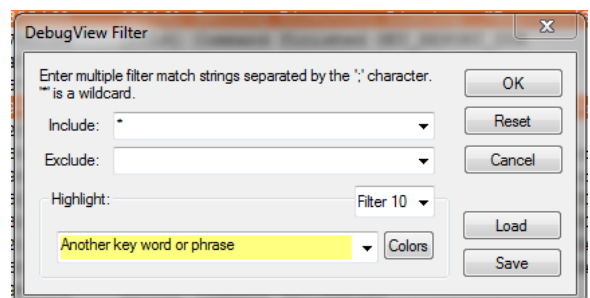 DebugView Filter
Enter multiple filter match strings separated by the ';' character.
'*' is a wildcard.
Include: *
Exclude:
Highlight:
Filter 10
Another key word or phrase
Colors
OK
Reset
Cancel
Load
Save